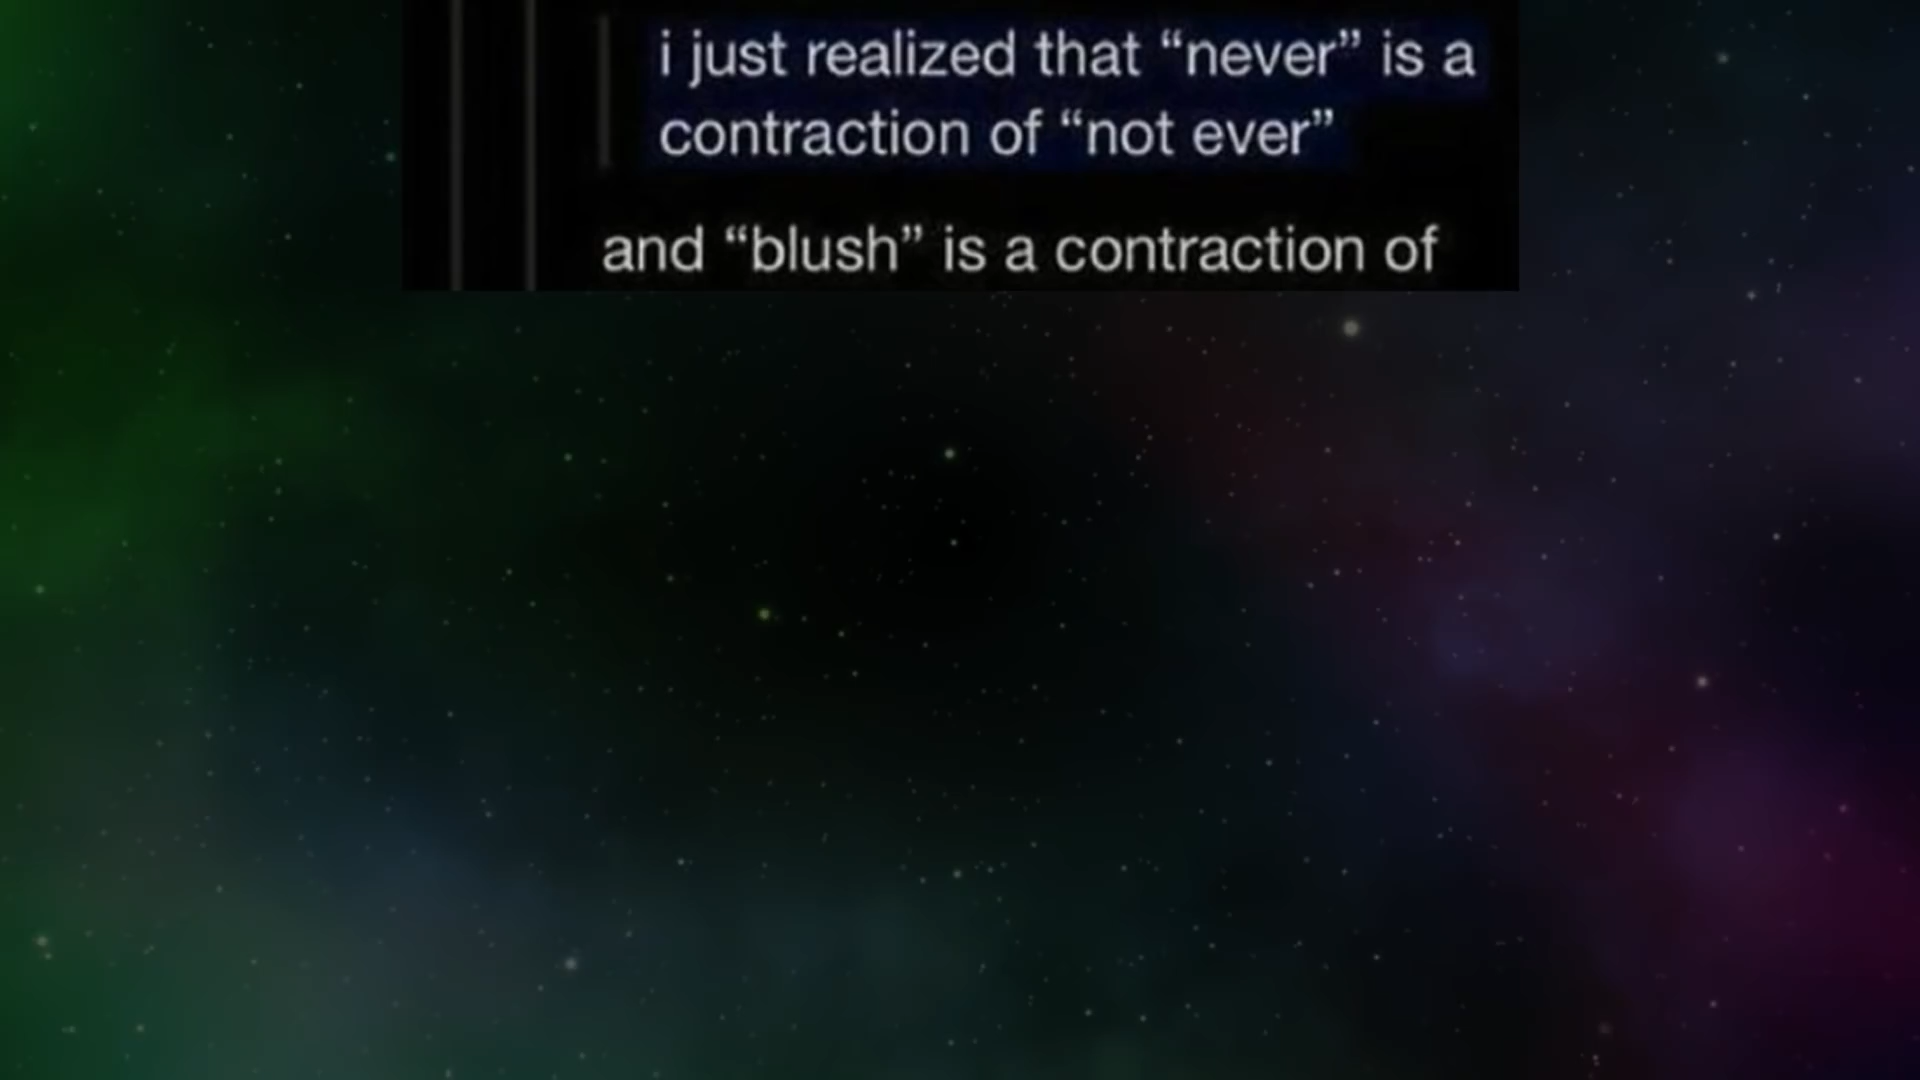 i just realized that “never” is a
contraction of “not ever”
and “blush” is a contraction of